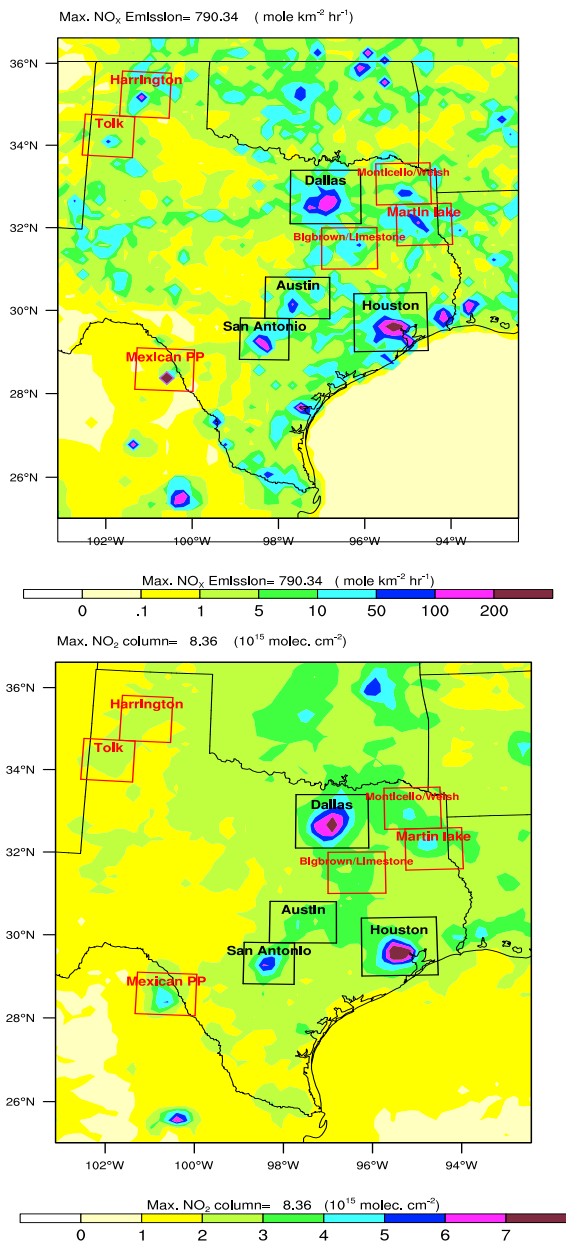 Max. NOX Emission= 790.34 ( mole km-2 hr-1)
36°N
34°N
32°N
30°N
28°N
26°N
Harrington
Tolk
Dallas
Monticello/Welsh
Martin lake
Bigbrown/Limestone
Austin
Houston
San Antonio
Mexican PP
102°W 100°W 98°W 96°W 94°W
Max. NOX Emission= 790.34 ( mole km-2 hr-1)
0 .1 1 5 10 50 100 200
Max. NO2 column= 8.36 (1015 molec. cm-2)
36°N
34°N
32°N
30°N
28°N
26°N
Harrington
Tolk
Dallas
Monticello/Welsh
Martin lake
Bigbrown/Limestone
Austin
Houston
San Antonio
Mexican PP
102°W 100°W 98°W 96°W 94°W
Max. NO2 column= 8.36 (1015 molec. cm-2)
0 1 2 3 4 5 6 7